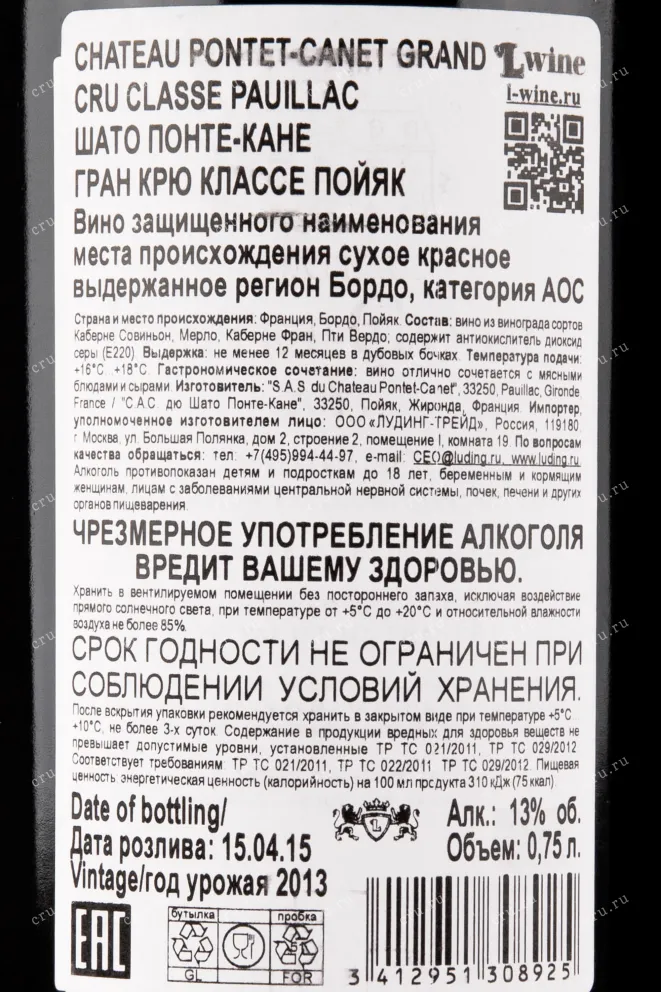 CHATEAU PONTET-CANET GRAND
CRU CLASSE PAUILLAC
ШАТО ПОНТЕ-КАНЕ
ГРАН КРЮ КЛАССЕ ПОЙЯК
Lwine
l-wine.ru
Вино защищенного наименования
места происхождения сухое красное
выдержанное регион Бордо, категория АОС
Страна и место происхождения: Франция, Бордо, Пойяк. Состав: вино из винограда сортов
Каберне Совиньон, Мерло, Каберне Фран, Пти Вердо; содержит антиокислитель диоксид
серы (Е220). Выдержка: не менее 12 месяцев в дубовых бочках. Температура подачи:
+16°С...+18°С. Гастрономическое сочетание: вино отлично сочетается с мясными
блюдами и сырами. Изготовитель: "S.A.S. du Chateau Pontet-Canet", 33250, Pauillac, Gironde
France / "С.А.С. дю Шато Понте-Кане", 33250, Пойяк, Жиронда, Франция. Импортер,
уполномоченное изготовителем лицо: ООО «ЛУДИНГ-ТРЕЙД», Россия, 119180,
г. Москва, ул. Большая Полянка, дом 2, строение 2, помещение I, комната 19. По вопросам
качества обращаться: тел. +7(495)994-44-97, e-mail: CEO@luding.ru, www.luding.ru
Алкоголь противопоказан детям и подросткам до 18 лет, беременным и кормящим
женщинам, лицам с заболеваниями центральной нервной системы, почек, печени и других
органов пищеварения.
ЧРЕЗМЕРНОЕ УПОТРЕБЛЕНИЕ АЛКОГОЛЯ
ВРЕДИТ ВАШЕМУ ЗДОРОВЬЮ.
Хранить в вентилируемом помещении без постороннего запаха, исключая воздействие
прямого солнечного света, при температуре от +5°С до +20°С и относительной влажности
воздуха не более 85%.
СРОК ГОДНОСТИ НЕ ОГРАНИЧЕН ПРИ
СОБЛЮДЕНИИ УСЛОВИЙ ХРАНЕНИЯ.
После вскрытия упаковки рекомендуется хранить в закрытом виде при температуре +5°С
+10°С, не более 3-х суток. Содержание в продукции вредных для здоровья веществ не
превышает допустимые уровни, установленные ТР ТС 021/2011, ТР ТС 029/2012
Соответствует требованиям: ТР ТС 021/2011, ТР ТС 022/2011 ТР ТС 029/2012. Пищевая
ценность, энергетическая ценность (калорийность) на 100 мл продукта 310 кДж (75 ккал).
Date of bottling/
Дата розлива: 15.04.15
Vintage/год урожая 2013
L
Алк.: 13% об.
Объем: 0,75 л.
EAC
бутылка
пробка
51
GL
FOR
3 412951 308925